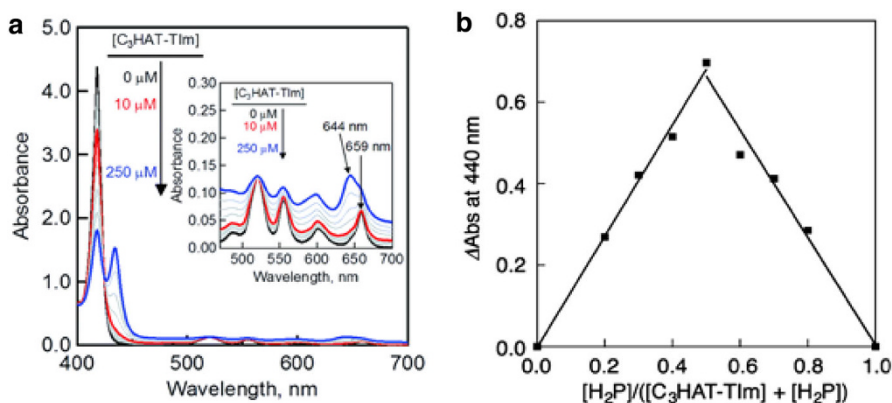 a
[C₃HAT-TIm]
0 μM
10 μM
250 μM
5.0
4.0
3.0
2.0
1.0
0.0
Absorbance
400
500
600
700
Wavelength, nm
[C₃HAT-TIm]
0 μM
10 μM
250 μM
644 nm
659 nm
0.30
0.25
0.20
0.15
0.10
0.05
0.00
Absorbance
500
550
600
650
700
Wavelength, nm
b
0.8
0.6
0.4
0.2
0.0
ΔAbs at 440 nm
0.0
0.2
0.4
0.6
0.8
1.0
[H₂P]/([C₃HAT-TIm] + [H₂P])